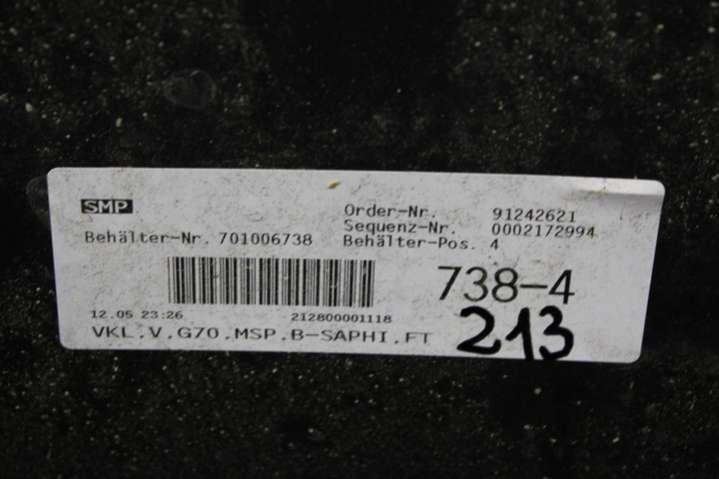 SMP
Order-Nr. 91242621
Sequenz-Nr. 0002172994
Behälter-Nr. 701006738 Behälter-Pos. 4
738-4
12.05 23:26 212800001118
VKL.V.G70.MSP.B-SAPHI.FT
213